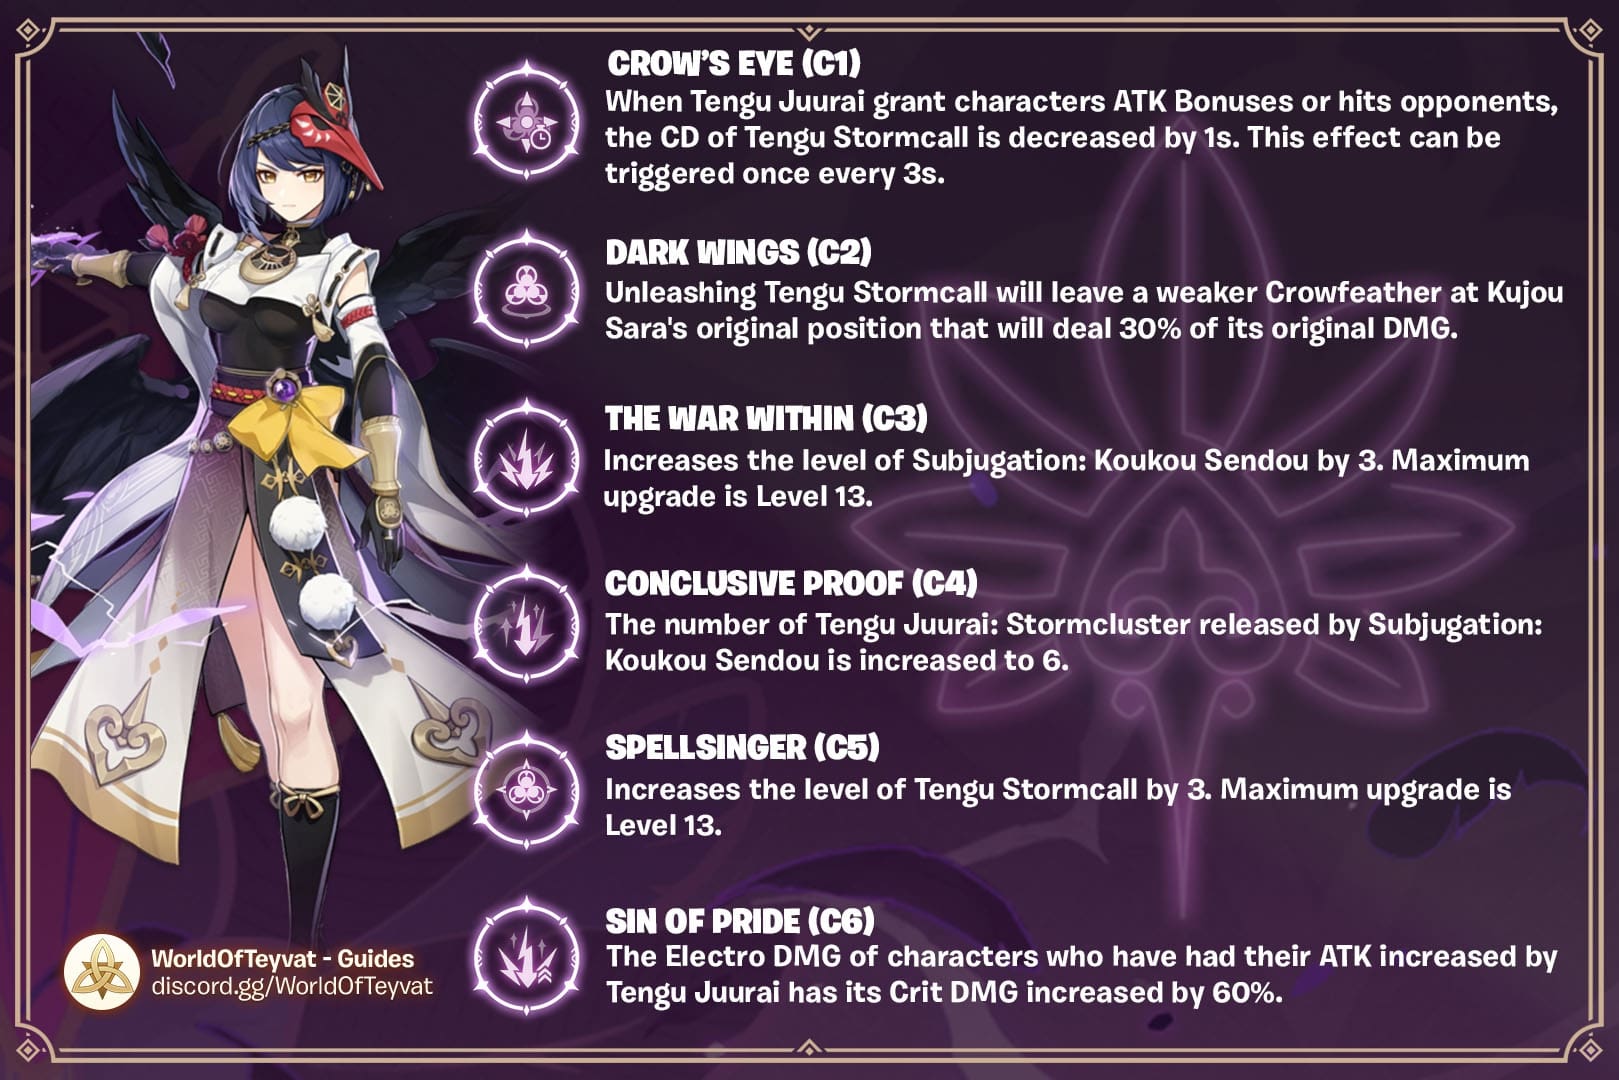 CROW'S EYE (C1)
When Tengu Juurai grant characters ATK Bonuses or hits opponents,
the CD of Tengu Stormcall is decreased by 1s. This effect can be
triggered once every 3s.
DARK WINGS (C2)
Unleashing Tengu Stormcall will leave a weaker Crowfeather at Kujou
Sara's original position that will deal 30% of its original DMG.
THE WAR WITHIN (C3)
Increases the level of Subjugation: Koukou Sendou by 3. Maximum
upgrade is Level 13.
CONCLUSIVE PROOF (C4)
The number of Tengu Juurai: Stormcluster released by Subjugation:
Koukou Sendou is increased to 6.
SPELLSINGER (C5)
Increases the level of Tengu Stormcall by 3. Maximum upgrade is
Level 13.
SIN OF PRIDE (C6)
The Electro DMG of characters who have had their ATK increased by
Tengu Juurai has its Crit DMG increased by 60%.
WorldOfTeyvat - Guides
discord.gg/WorldOfTeyvat